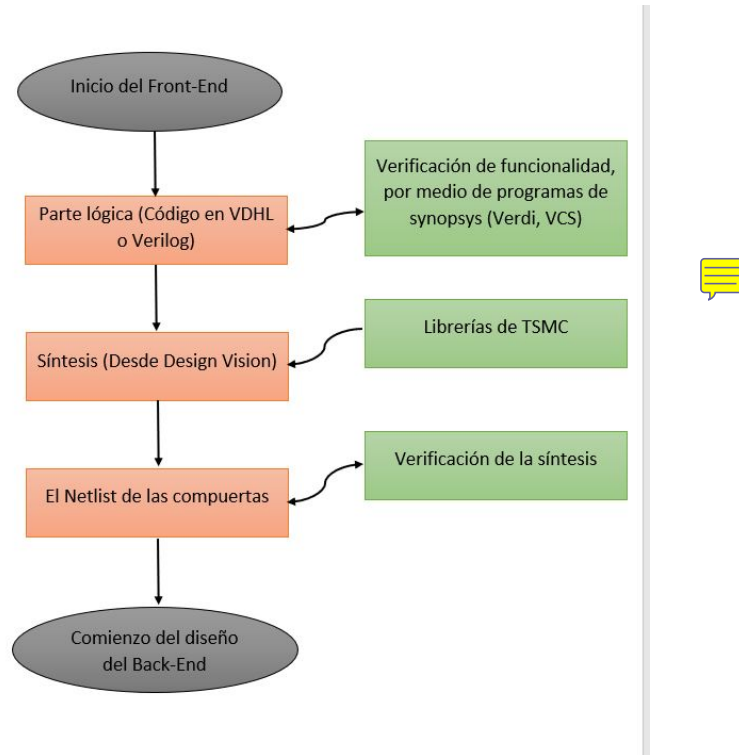 Inicio del Front-End
Parte lógica (Código en VDHL
o Verilog)
Verificación de funcionalidad,
por medio de programas de
synopsys (Verdi, VCS)
Síntesis (Desde Design Vision)
Librerías de TSMC
El Netlist de las compuertas
Verificación de la síntesis
Comienzo del diseño
del Back-End